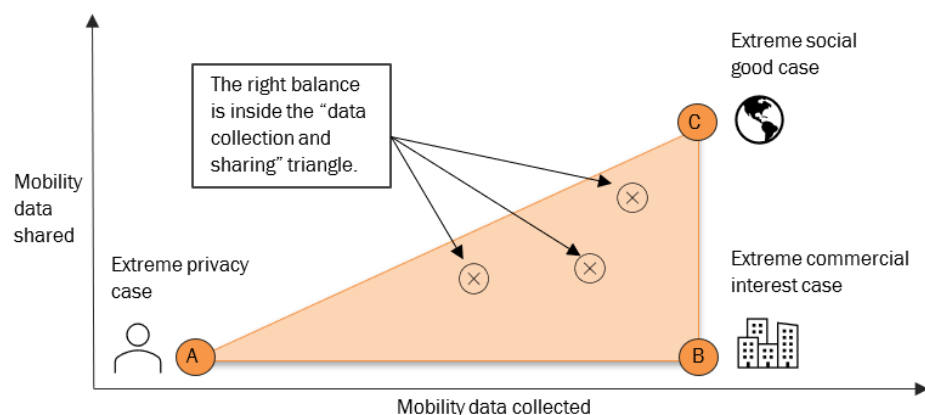 Extreme social
good case
The right balance
is inside the “data
collection and
sharing” triangle.
C
Mobility
data
shared
Extreme privacy
case
Extreme commercial
interest case
A
B
Mobility data collected